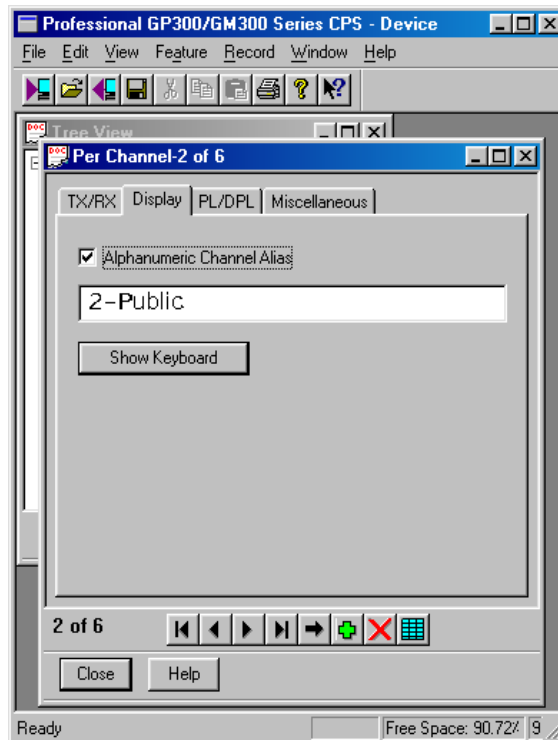 Professional GP300/GM300 Series CPS - Device
File Edit View Feature Record Window Help
Tree View
Per Channel-2 of 6
TX/RX Display PL/DPL Miscellaneous
Alphanumeric Channel Alias
2-Public
Show Keyboard
2 of 6
Close Help
Ready Free Space: 90.72% 9